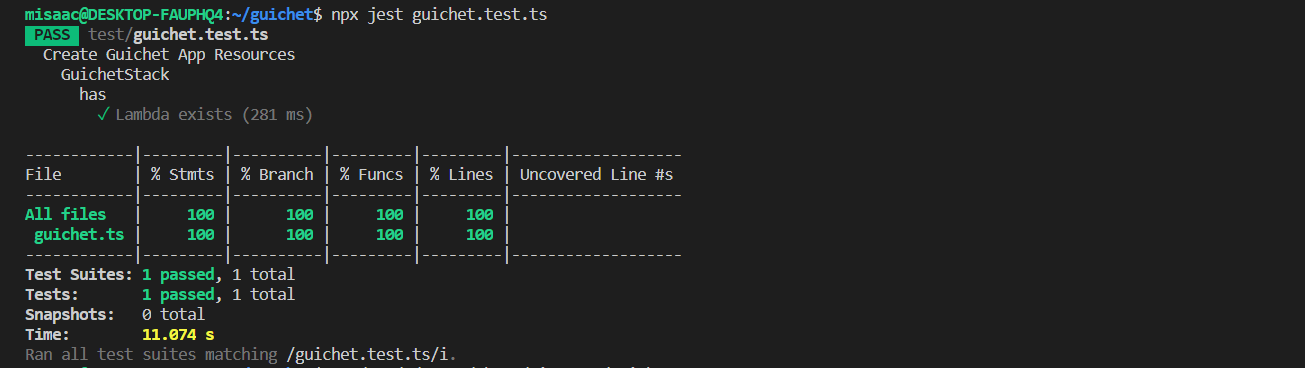 misaac@DESKTOP-FAUPHQ4:~/guichet$ npx jest guichet.test.ts
PASS test/guichet.test.ts
Create Guichet App Resources
GuichetStack
has
✓ Lambda exists (281 ms)
------------|---------|----------|---------|---------|-------------------
File        | % Stmts | % Branch | % Funcs | % Lines | Uncovered Line #s
------------|---------|----------|---------|---------|-------------------
All files   |     100 |      100 |     100 |     100 |
 guichet.ts |     100 |      100 |     100 |     100 |
------------|---------|----------|---------|---------|-------------------
Test Suites: 1 passed, 1 total
Tests:       1 passed, 1 total
Snapshots:   0 total
Time:        11.074 s
Ran all test suites matching /guichet.test.ts/i.